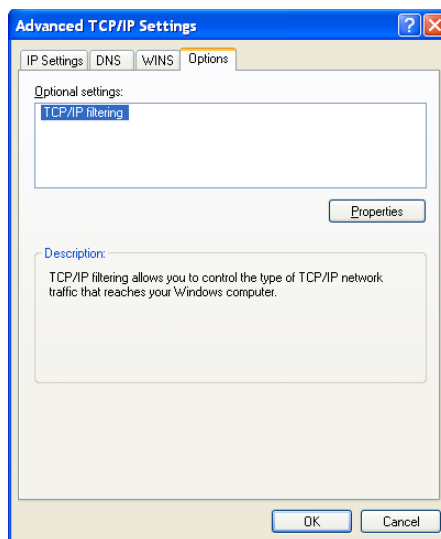 Advanced TCP/IP Settings
IP Settings DNS WINS Options
Optional settings:
TCP/IP filtering
Properties
Description:
TCP/IP filtering allows you to control the type of TCP/IP network
traffic that reaches your Windows computer.
OK Cancel